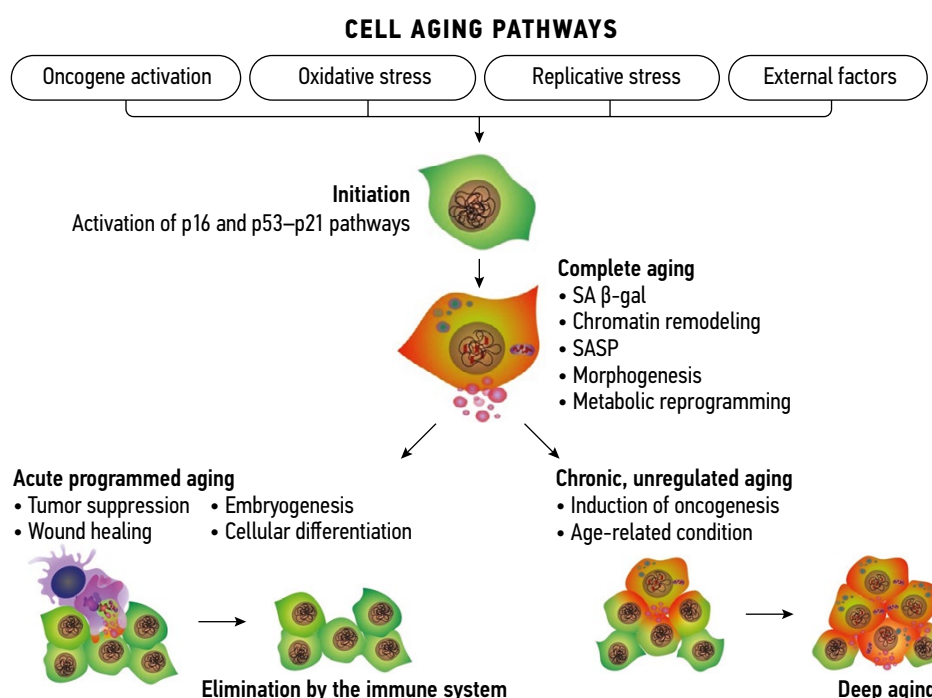 CELL AGING PATHWAYS
Oncogene activation
Oxidative stress
Replicative stress
External factors
Initiation
Activation of p16 and p53–p21 pathways
Complete aging
• SA β-gal
• Chromatin remodeling
• SASP
• Morphogenesis
• Metabolic reprogramming
Acute programmed aging
• Tumor suppression
• Wound healing
• Embryogenesis
• Cellular differentiation
Chronic, unregulated aging
• Induction of oncogenesis
• Age-related condition
Elimination by the immune system
Deep aging